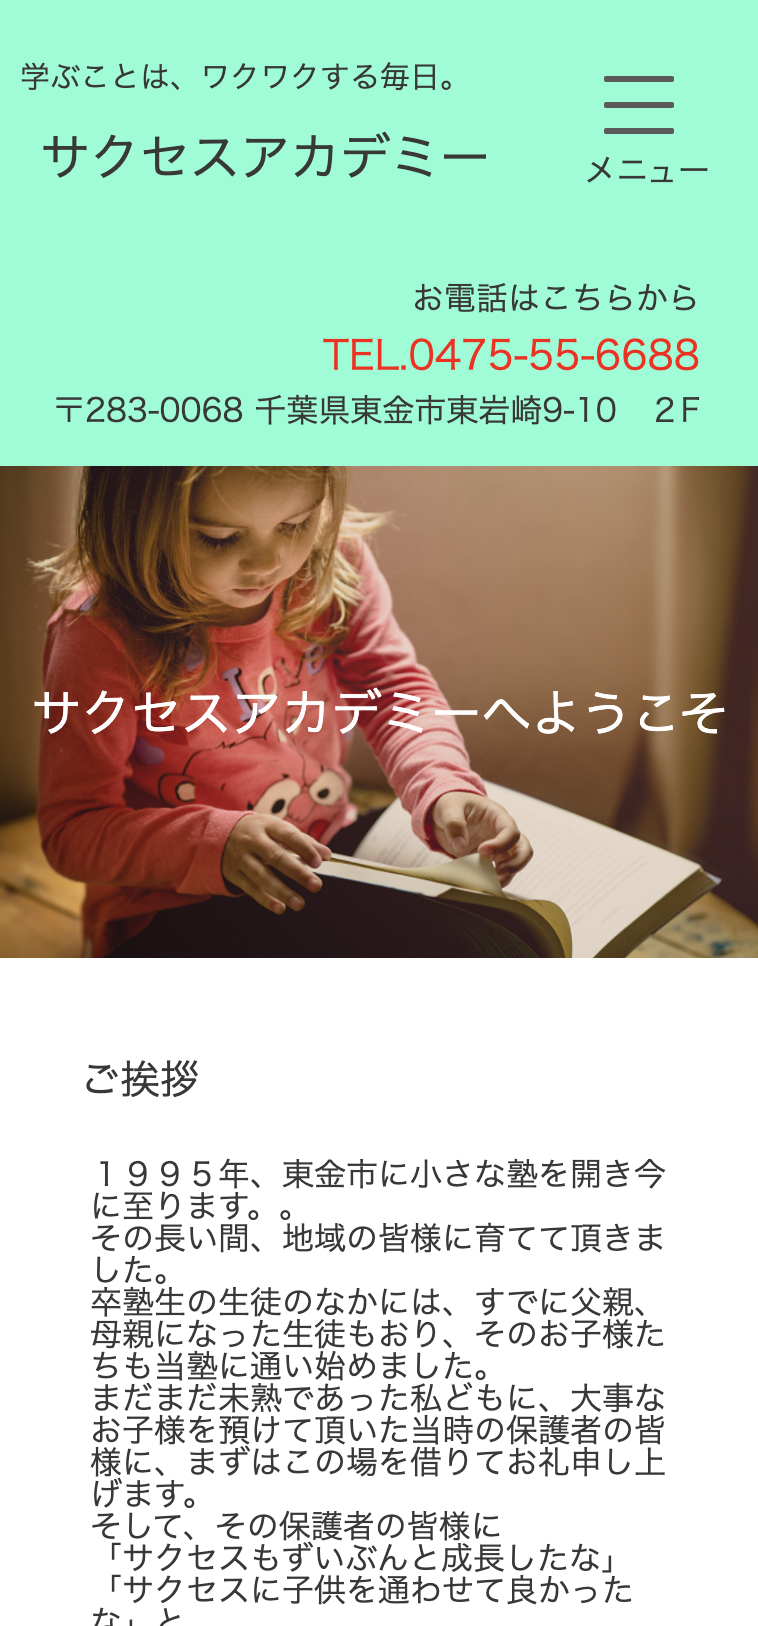 学ぶことは、ワクワクする毎日。
サクセスアカデミー
メニュー
お電話はこちらから
TEL.0475-55-6688
〒283-0068 千葉県東金市東岩崎9-10　２F
LOVE
サクセスアカデミーへようこそ
ご挨拶
１９９５年、東金市に小さな塾を開き今
に至ります。。
その長い間、地域の皆様に育てて頂きま
した。
卒塾生の生徒のなかには、すでに父親、
母親になった生徒もおり、そのお子様た
ちも当塾に通い始めました。
まだまだ未熟であった私どもに、大事な
お子様を預けて頂いた当時の保護者の皆
様に、まずはこの場を借りてお礼申し上
げます。
そして、その保護者の皆様に
「サクセスもずいぶんと成長したな」
「サクセスに子供を通わせて良かった
な」と